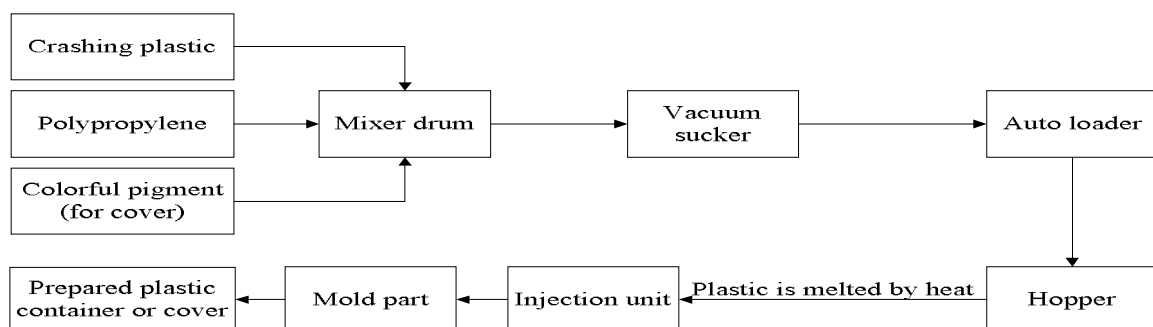 Crashing plastic
Polypropylene
Colorful pigment
(for cover)
Mixer drum
Vacuum
sucker
Auto loader
Hopper
Plastic is melted by heat
Injection unit
Mold part
Prepared plastic
container or cover